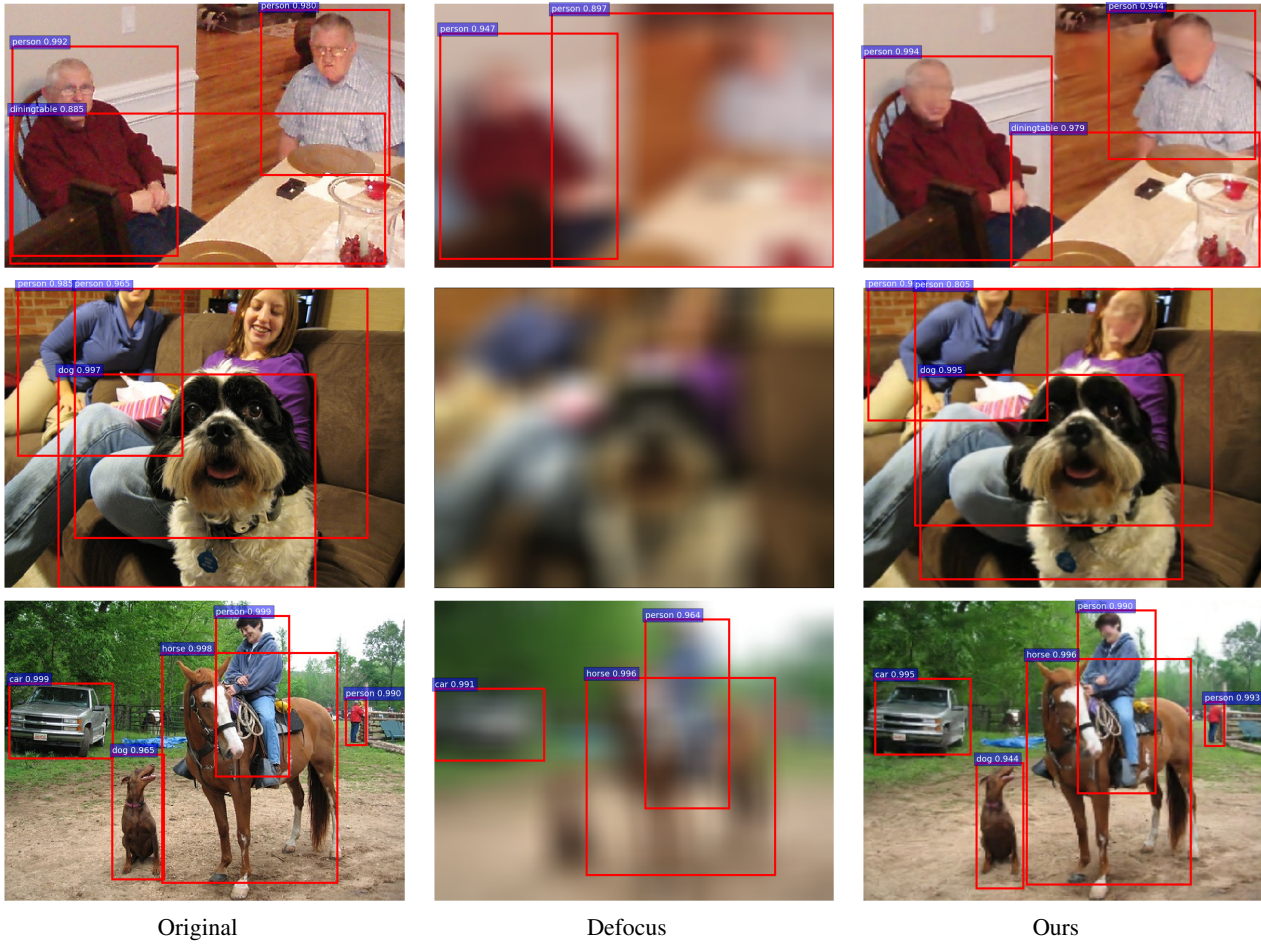 person 0.980
person 0.992
diningtable 0.885
person 0.897
person 0.947
person 0.944
person 0.994
diningtable 0.979
person 0.985 person 0.965
dog 0.997
person 0.9 person 0.805
dog 0.995
person 0.999
horse 0.998
car 0.999
person 0.990
dog 0.965
person 0.964
horse 0.996
car 0.991
person 0.990
horse 0.996
car 0.995
person 0.993
dog 0.944
Original Defocus Ours